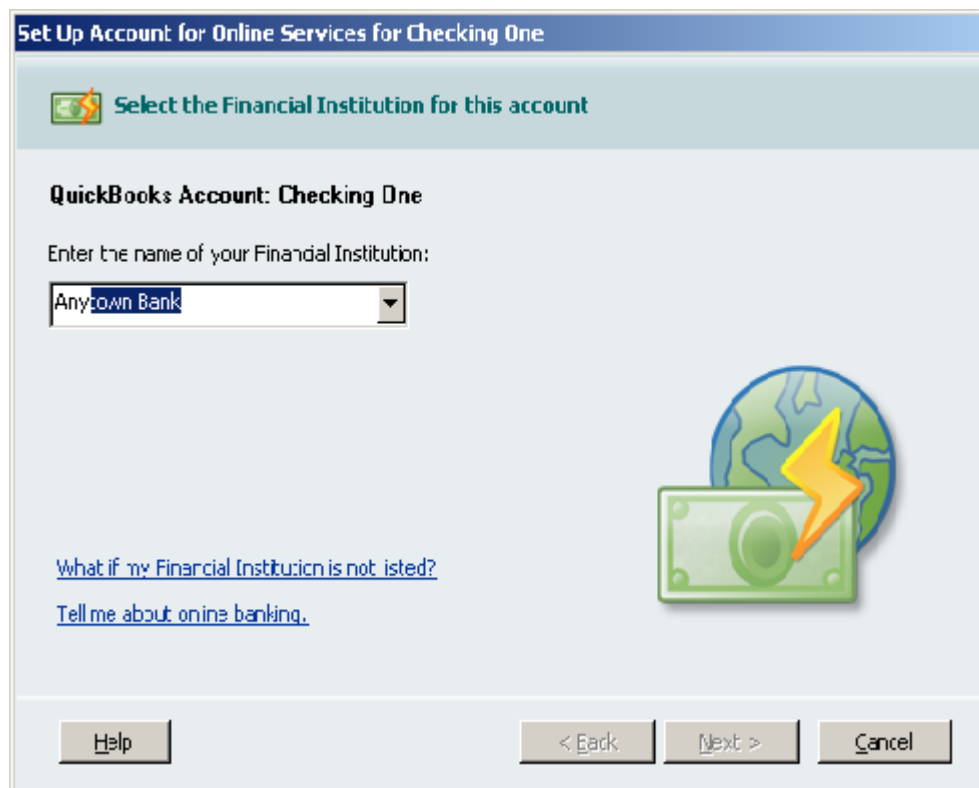 Set Up Account for Online Services for Checking One
Select the Financial Institution for this account
QuickBooks Account: Checking One
Enter the name of your Financial Institution:
Anytown Bank
What if my Financial Institution is not listed?
Tell me about online banking.
Help
< Back
Next >
Cancel